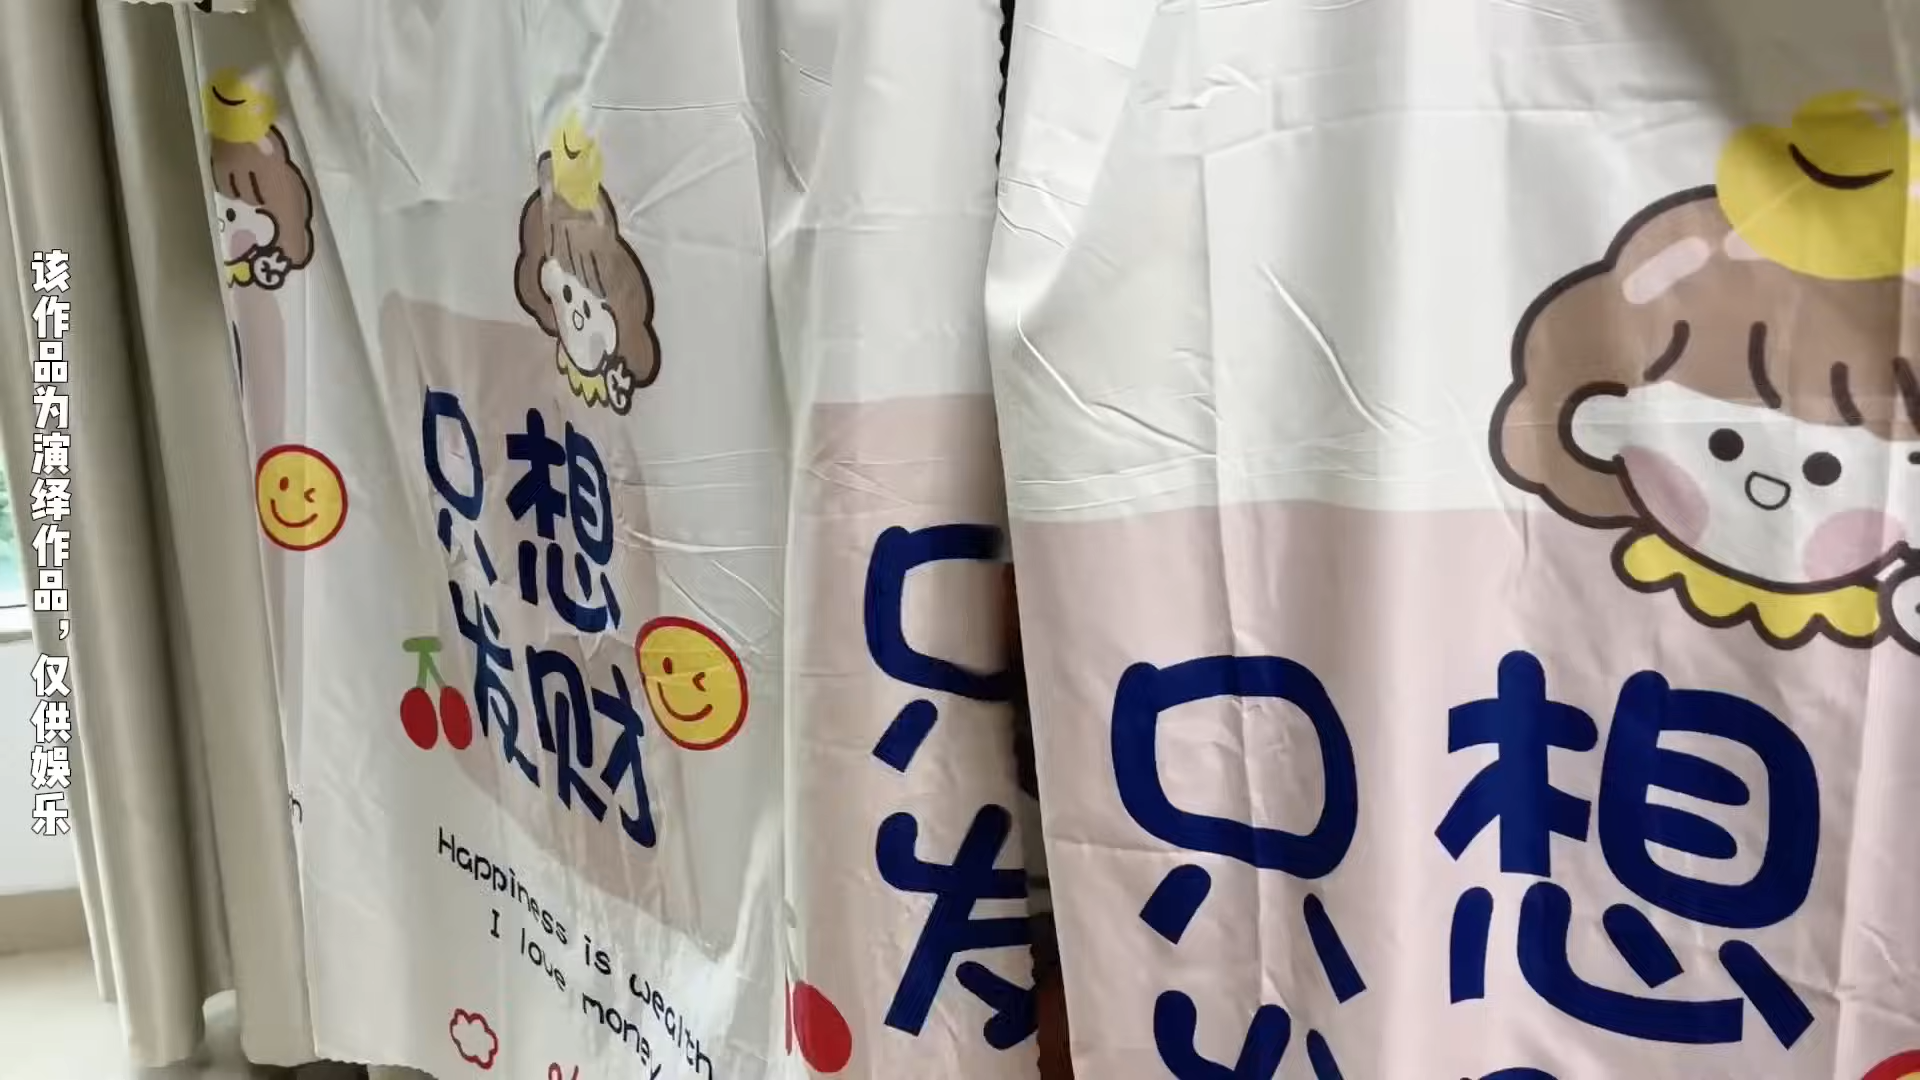 该作品为演绎作品，仅供娱乐
只想
发财
Happiness is wealth
I love money
只
发
只想